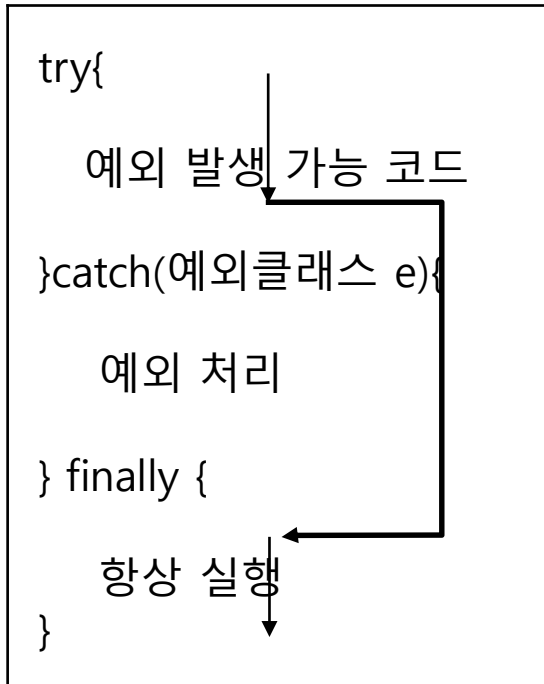 try{
예외 발생 가능 코드
}catch(예외클래스 e){
예외 처리
} finally {
항상 실행
}